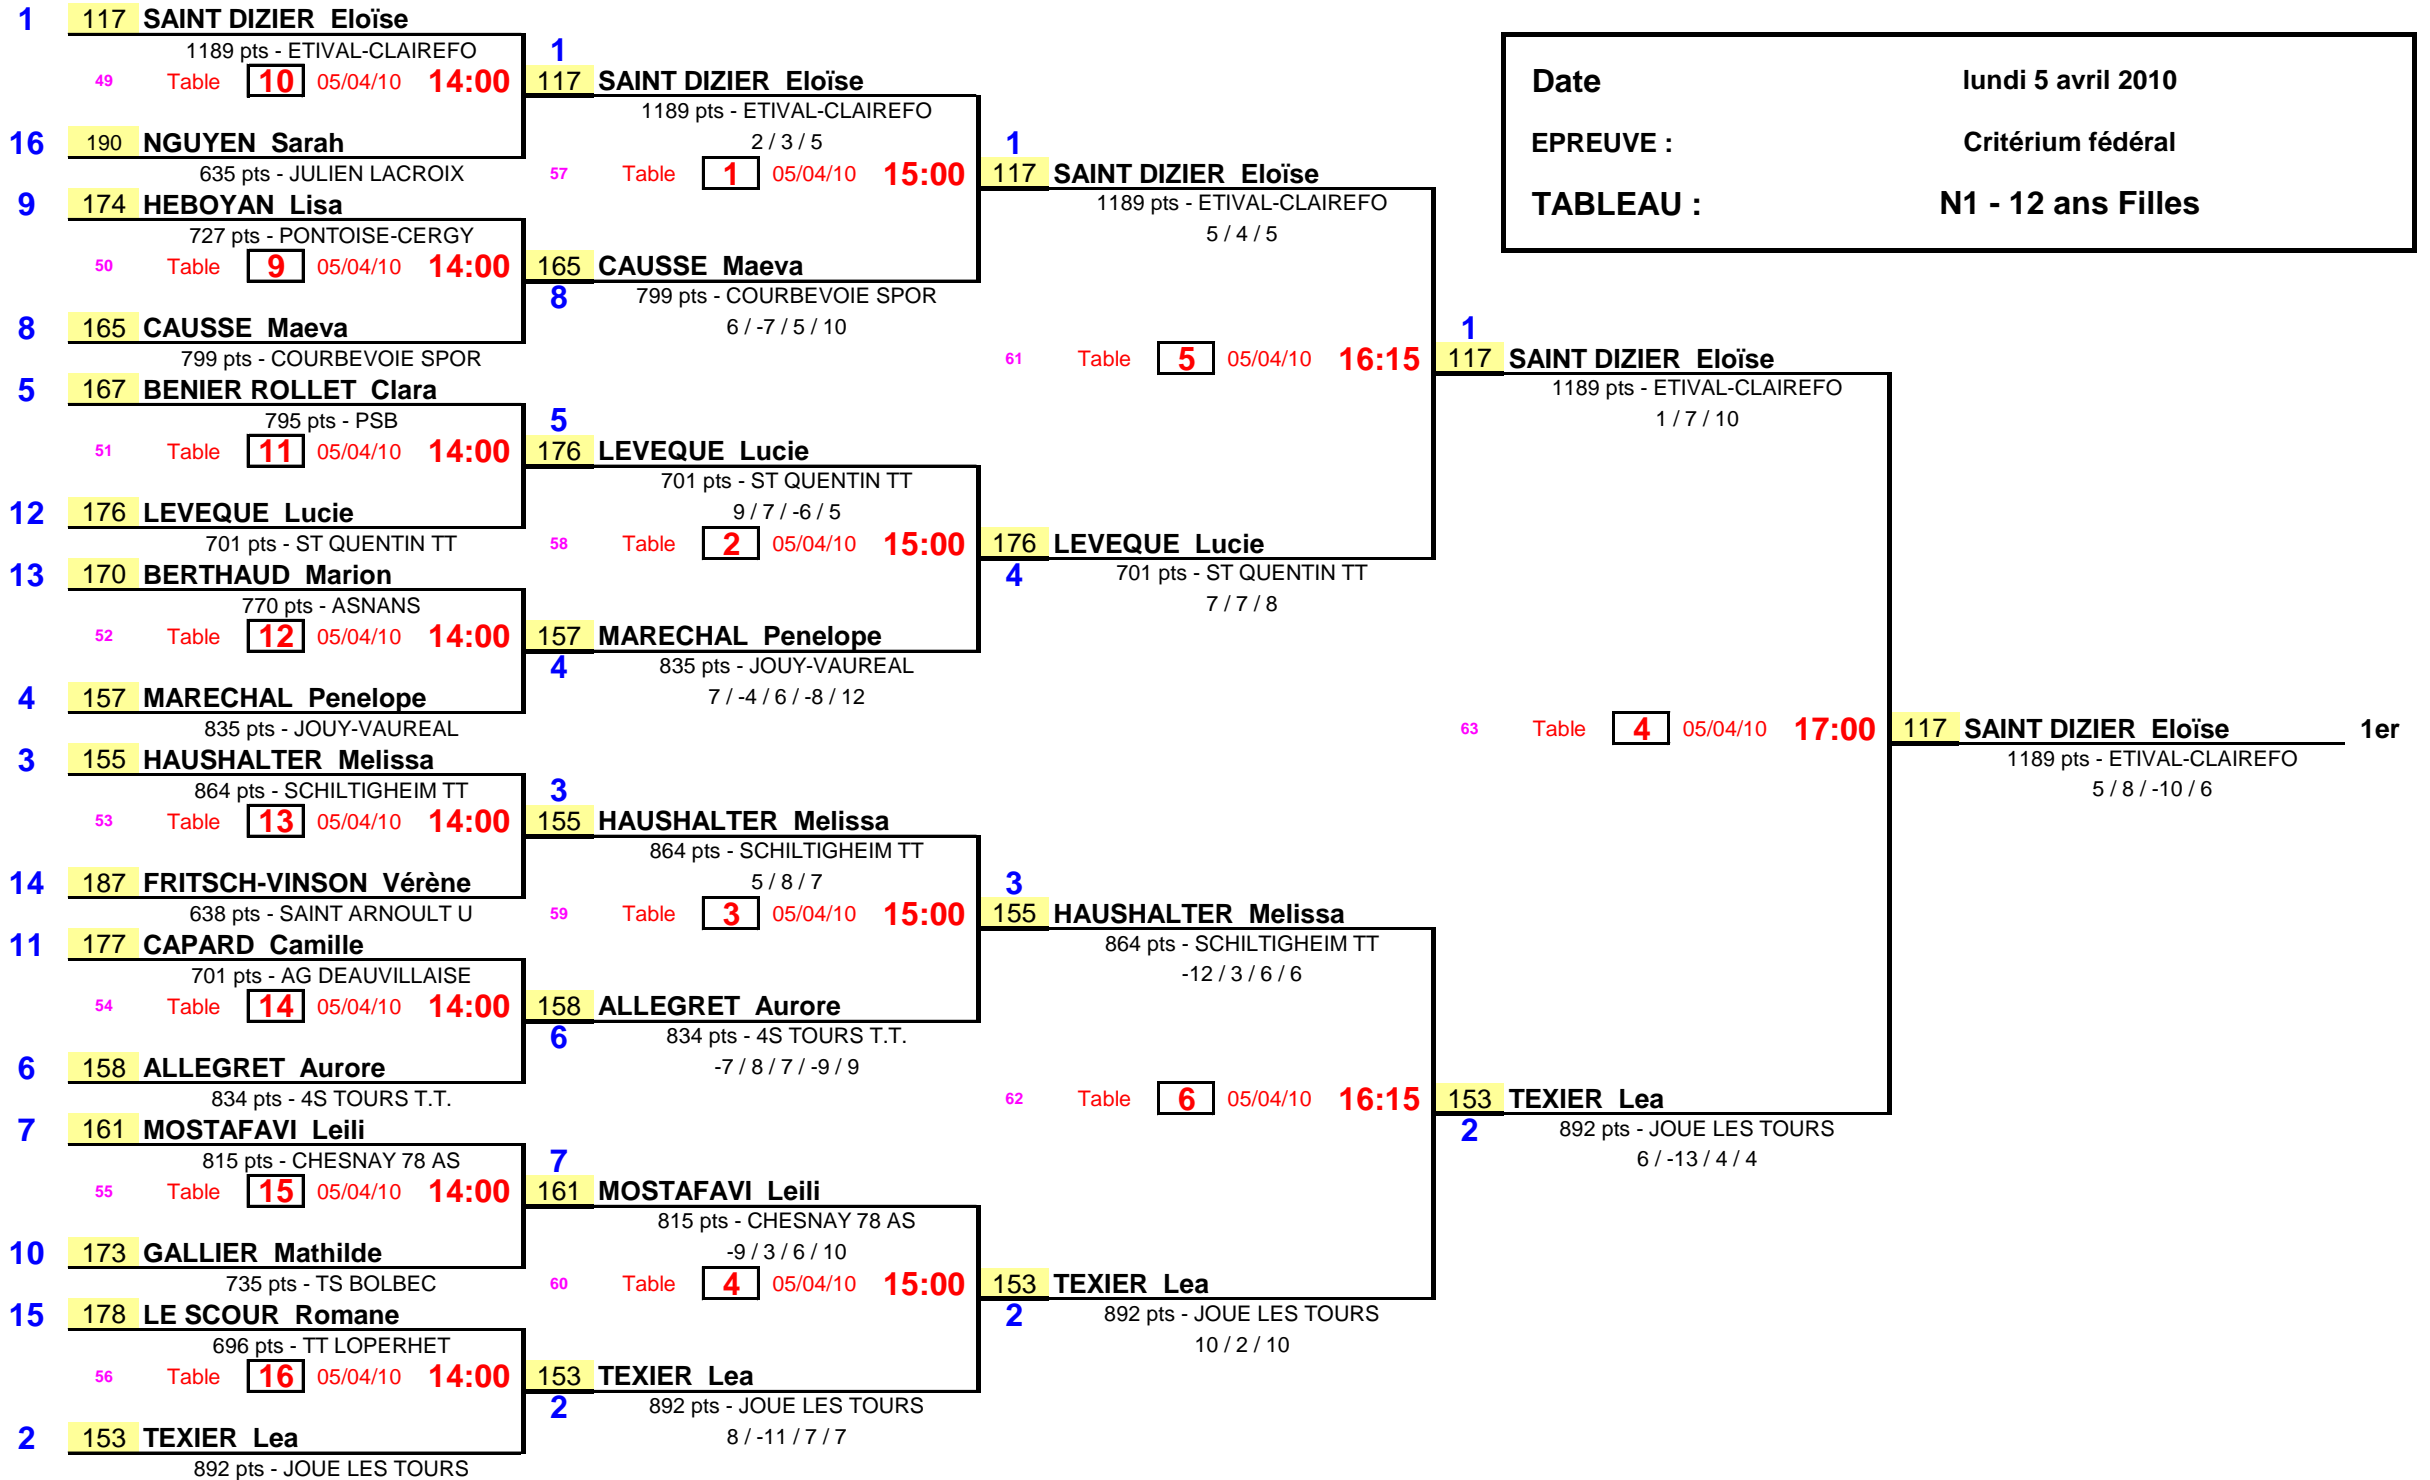 1 117 SAINT DIZIER Eloïse
1189 pts - ETIVAL-CLAIREFO
49 Table 10 05/04/10 14:00
16 190 NGUYEN Sarah
635 pts - JULIEN LACROIX
9 174 HEBOYAN Lisa
727 pts - PONTOISE-CERGY
50 Table 9 05/04/10 14:00
8 165 CAUSSE Maeva
799 pts - COURBEVOIE SPOR
5 167 BENIER ROLLET Clara
795 pts - PSB
51 Table 11 05/04/10 14:00
12 176 LEVEQUE Lucie
701 pts - ST QUENTIN TT
13 170 BERTHAUD Marion
770 pts - ASNANS
52 Table 12 05/04/10 14:00
4 157 MARECHAL Penelope
835 pts - JOUY-VAUREAL
3 155 HAUSHALTER Melissa
864 pts - SCHILTIGHEIM TT
53 Table 13 05/04/10 14:00
14 187 FRITSCH-VINSON Vérène
638 pts - SAINT ARNOULT U
11 177 CAPARD Camille
701 pts - AG DEAUVILLAISE
54 Table 14 05/04/10 14:00
6 158 ALLEGRET Aurore
834 pts - 4S TOURS T.T.
7 161 MOSTAFAVI Leili
815 pts - CHESNAY 78 AS
55 Table 15 05/04/10 14:00
10 173 GALLIER Mathilde
735 pts - TS BOLBEC
15 178 LE SCOUR Romane
696 pts - TT LOPERHET
56 Table 16 05/04/10 14:00
2 153 TEXIER Lea
892 pts - JOUE LES TOURS
1
117 SAINT DIZIER Eloïse
1189 pts - ETIVAL-CLAIREFO
2 / 3 / 5
57 Table 1 05/04/10 15:00
165 CAUSSE Maeva
8
799 pts - COURBEVOIE SPOR
6 / -7 / 5 / 10
5
176 LEVEQUE Lucie
701 pts - ST QUENTIN TT
9 / 7 / -6 / 5
58 Table 2 05/04/10 15:00
157 MARECHAL Penelope
4
835 pts - JOUY-VAUREAL
7 / -4 / 6 / -8 / 12
3
155 HAUSHALTER Melissa
864 pts - SCHILTIGHEIM TT
5 / 8 / 7
59 Table 3 05/04/10 15:00
158 ALLEGRET Aurore
6
834 pts - 4S TOURS T.T.
-7 / 8 / 7 / -9 / 9
7
161 MOSTAFAVI Leili
815 pts - CHESNAY 78 AS
-9 / 3 / 6 / 10
60 Table 4 05/04/10 15:00
153 TEXIER Lea
2
892 pts - JOUE LES TOURS
8 / -11 / 7 / 7
1
117 SAINT DIZIER Eloïse
1189 pts - ETIVAL-CLAIREFO
5 / 4 / 5
61 Table 5 05/04/10 16:15
176 LEVEQUE Lucie
4
701 pts - ST QUENTIN TT
7 / 7 / 8
3
155 HAUSHALTER Melissa
864 pts - SCHILTIGHEIM TT
-12 / 3 / 6 / 6
62 Table 6 05/04/10 16:15
153 TEXIER Lea
2
892 pts - JOUE LES TOURS
10 / 2 / 10
1
117 SAINT DIZIER Eloïse
1189 pts - ETIVAL-CLAIREFO
1 / 7 / 10
63 Table 4 05/04/10 17:00
153 TEXIER Lea
2
892 pts - JOUE LES TOURS
6 / -13 / 4 / 4
117 SAINT DIZIER Eloïse 1er
1189 pts - ETIVAL-CLAIREFO
5 / 8 / -10 / 6
Date lundi 5 avril 2010
EPREUVE : Critérium fédéral
TABLEAU : N1 - 12 ans Filles